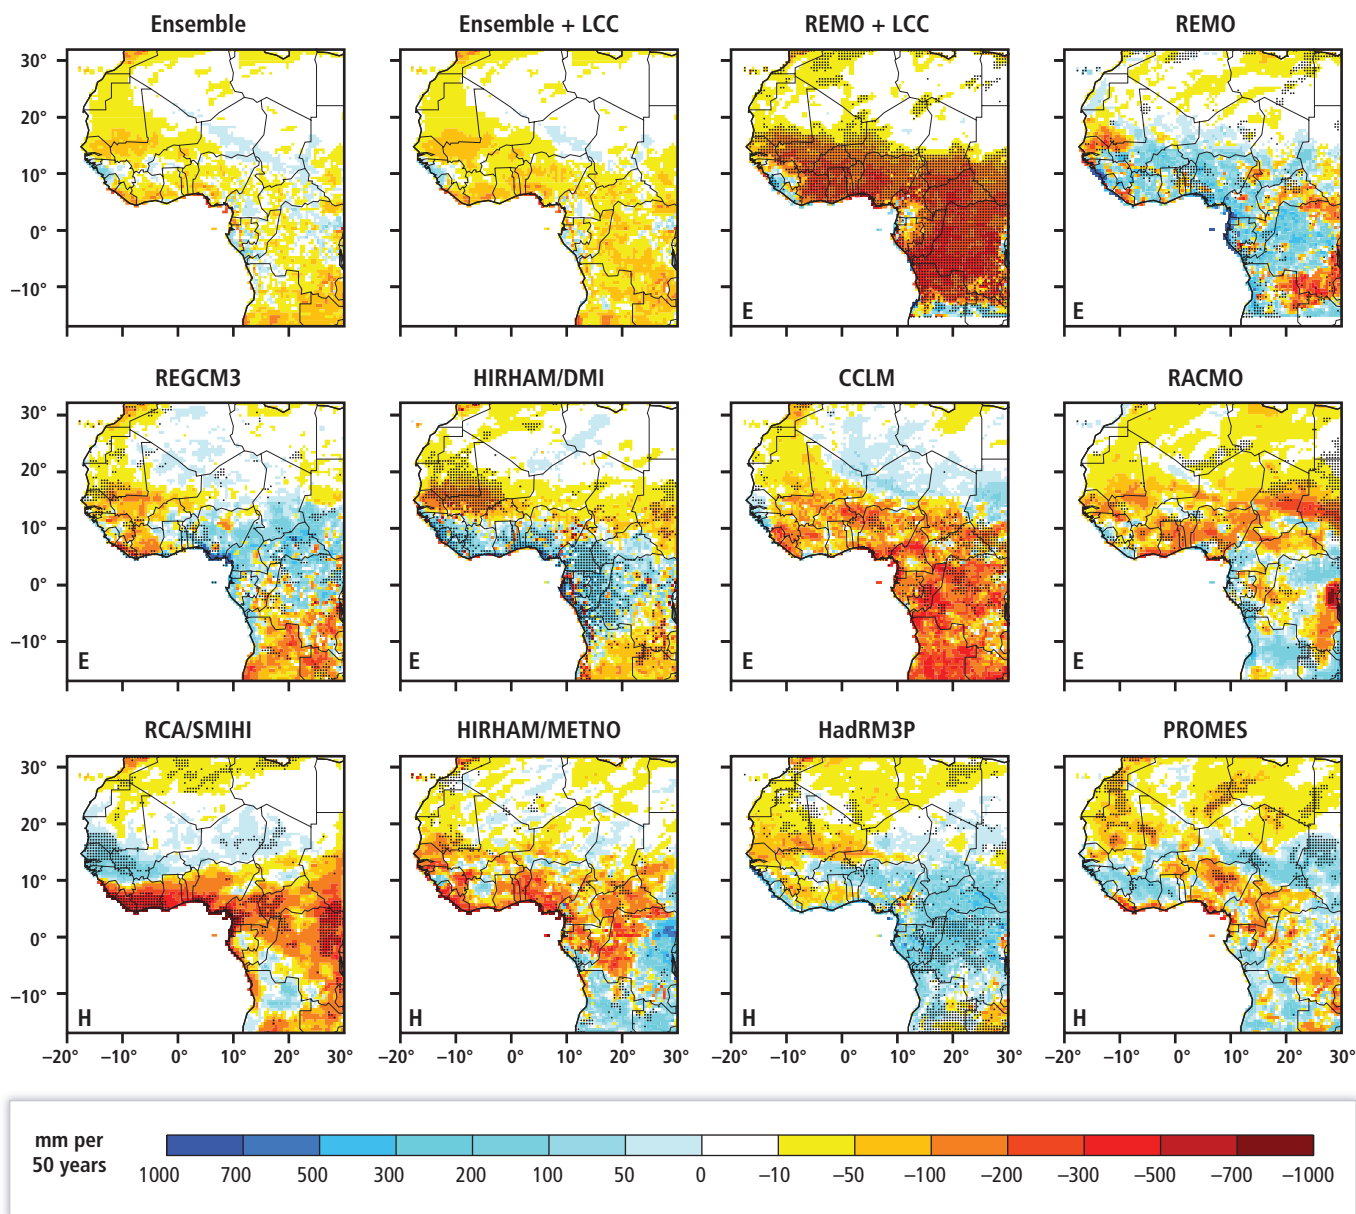 Ensemble Ensemble + LCC REMO + LCC REMO
30°
20°
10°
0°
−10°
E E
REGCM3 HIRHAM/DMI CCLM RACMO
30°
20°
10°
0°
−10°
E E E E
RCA/SMIHI HIRHAM/METNO HadRM3P PROMES
30°
20°
10°
0°
−10°
H H H H
−20° −10° 0° 10° 20° 30° −10° 0° 10° 20° 30° −20° −10° 0° 10° 20° 30° −20° −10° 0° 10° 20° 30°
mm per
50 years
1000 700 500 300 200 100 50 0 −10 −50 −100 −200 −300 −500 −700 −1000